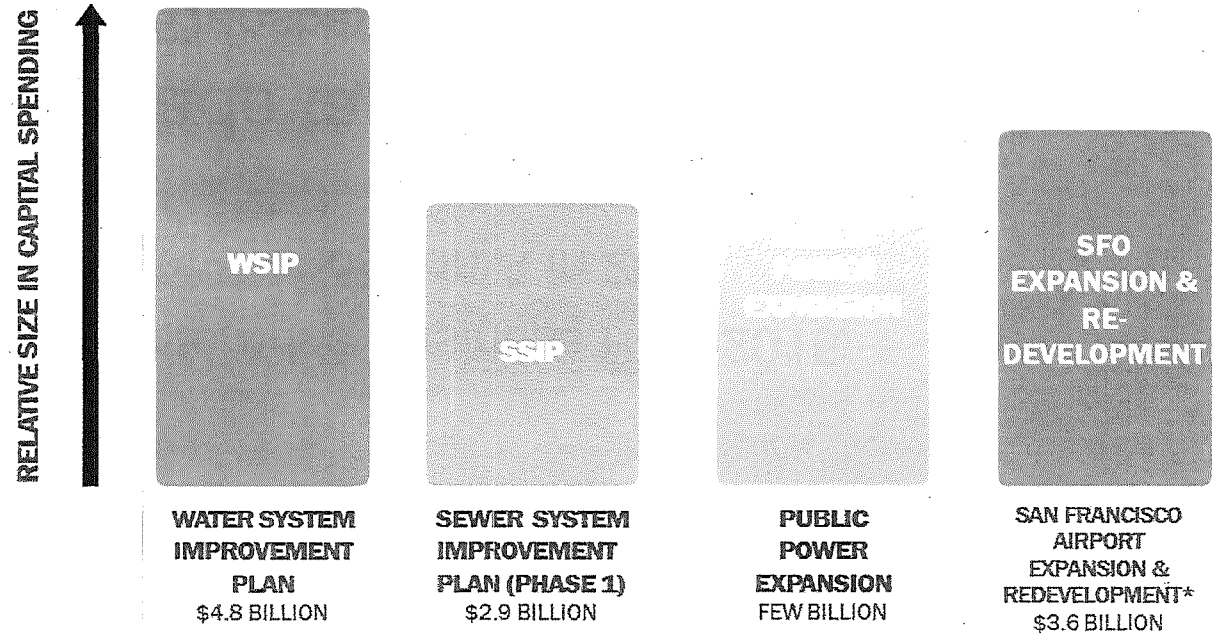 RELATIVE SIZE IN CAPITAL SPENDING
WSIP
SSIP
SFO
EXPANSION &
RE-
DEVELOPMENT
WATER SYSTEM
IMPROVEMENT
PLAN
$4.8 BILLION
SEWER SYSTEM
IMPROVEMENT
PLAN (PHASE 1)
$2.9 BILLION
PUBLIC
POWER
EXPANSION
FEW BILLION
SAN FRANCISCO
AIRPORT
EXPANSION &
REDEVELOPMENT*
$3.6 BILLION